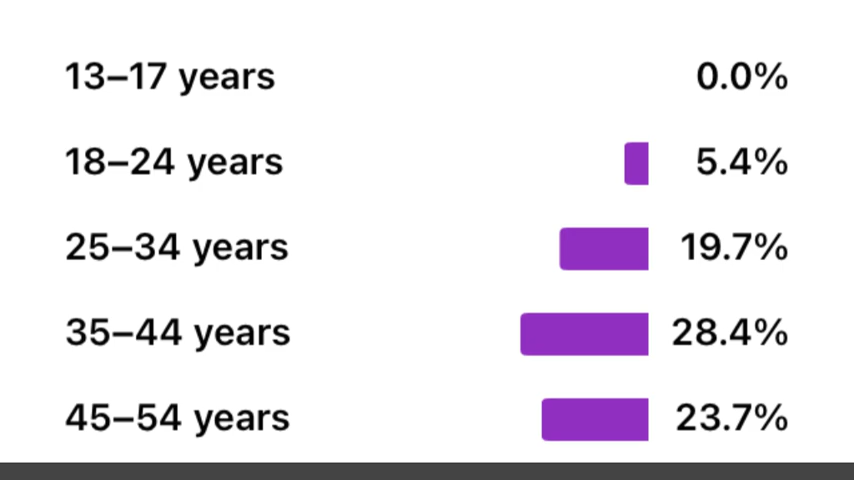 13–17 years 0.0%
18–24 years 5.4%
25–34 years 19.7%
35–44 years 28.4%
45–54 years 23.7%